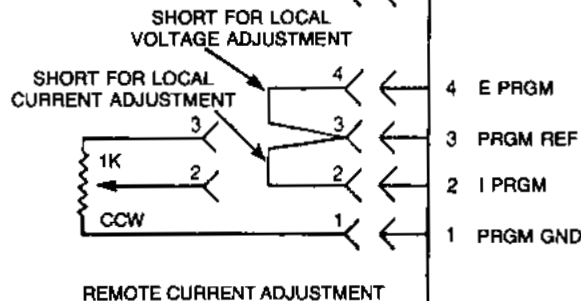 SHORT FOR LOCAL
VOLTAGE ADJUSTMENT
SHORT FOR LOCAL
CURRENT ADJUSTMENT
4
4 E PRGM
3
3
3 PRGM REF
1K
2
2
2 I PRGM
CCW
1
1 PRGM GND
REMOTE CURRENT ADJUSTMENT